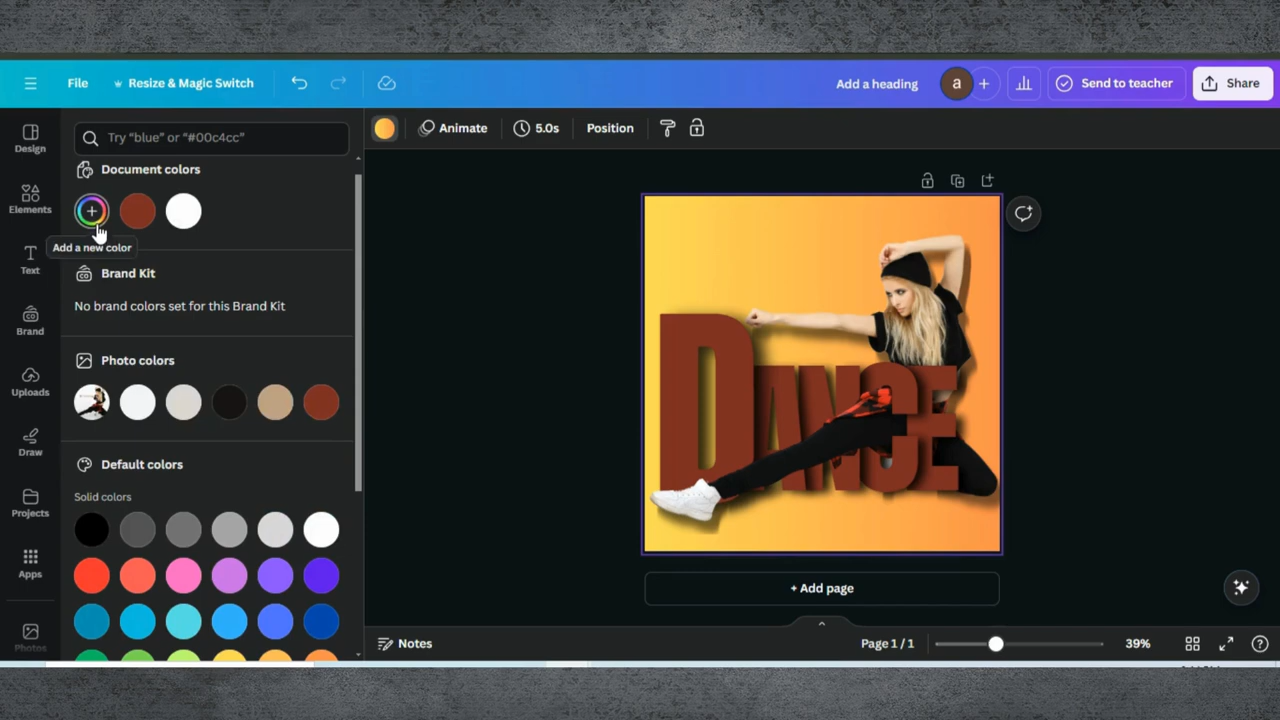 File
Resize & Magic Switch
Add a heading
a
Send to teacher
Share
Design
Elements
Text
Brand
Uploads
Draw
Projects
Apps
Photos
Try “blue” or “#00c4cc”
Document colors
Add a new color
Brand Kit
No brand colors set for this Brand Kit
Photo colors
Default colors
Solid colors
Animate
5.0s
Position
DANCE
+ Add page
Notes
Page 1 / 1
39%